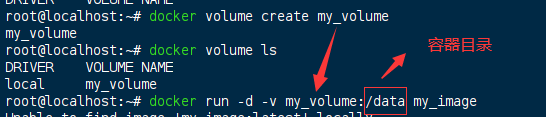 DRIVER    VOLUME NAME
root@localhost:~# docker volume create my_volume
my_volume
root@localhost:~# docker volume ls
DRIVER    VOLUME NAME
容器目录
local     my_volume
root@localhost:~# docker run -d -v my_volume:/data my_image
Unable to find image 'my_image:latest' locally